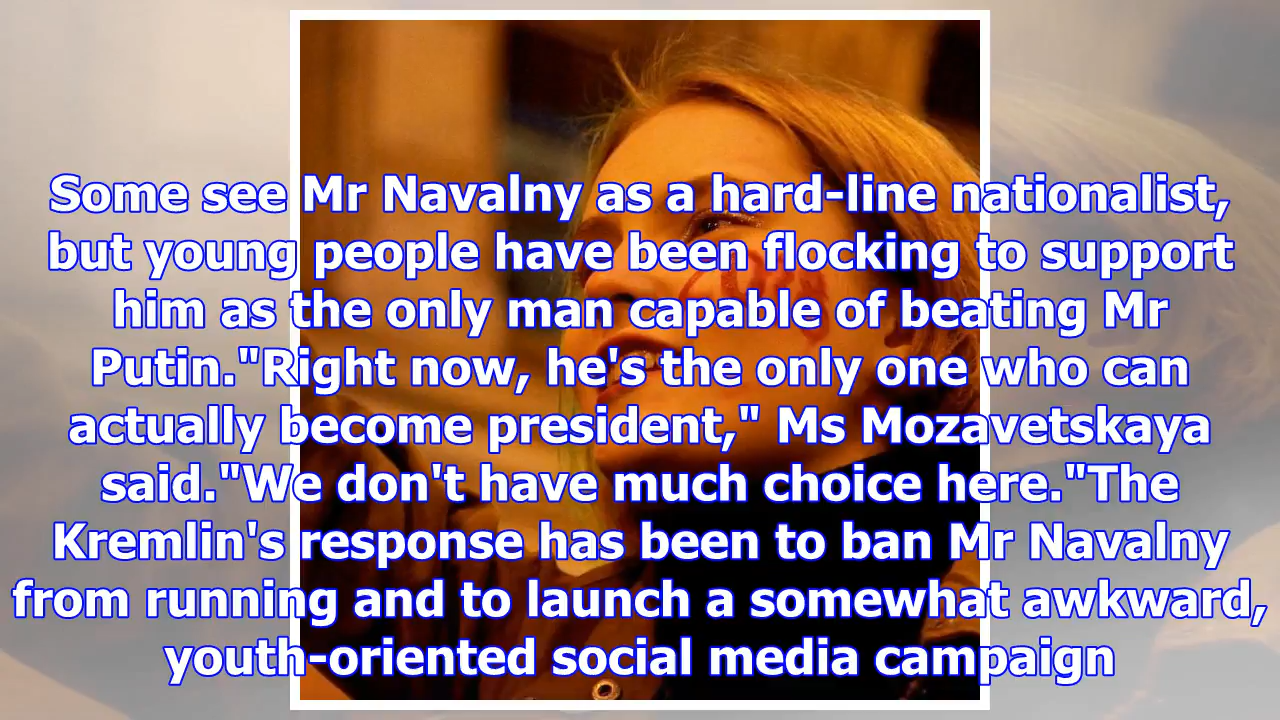 Some see Mr Navalny as a hard-line nationalist,
but young people have been flocking to support
him as the only man capable of beating Mr
Putin."Right now, he's the only one who can
actually become president," Ms Mozavetskaya
said."We don't have much choice here."The
Kremlin's response has been to ban Mr Navalny
from running and to launch a somewhat awkward,
youth-oriented social media campaign